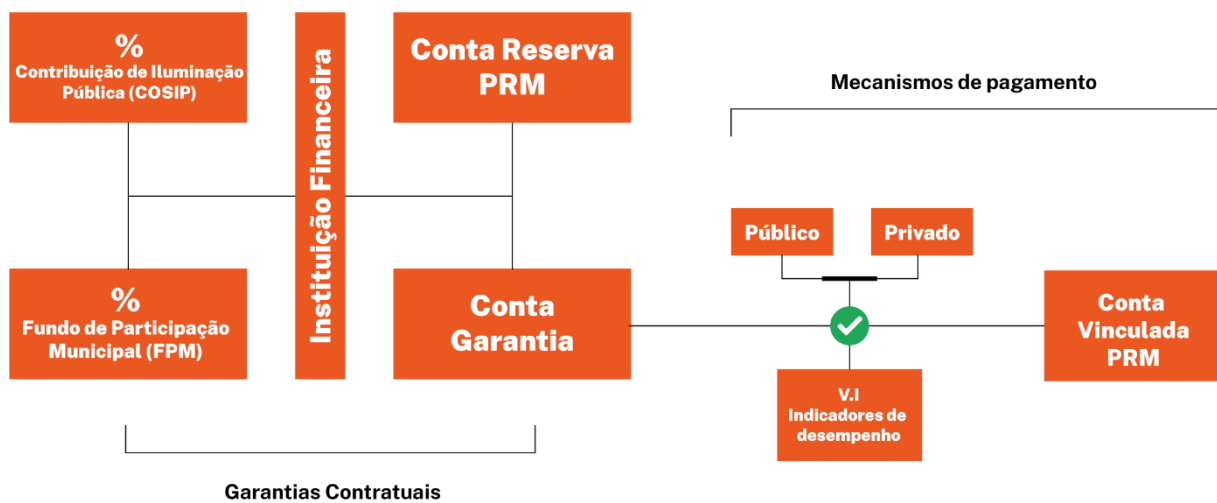 %
Contribuição de Iluminação
Pública (COSIP)
%
Fundo de Participação
Municipal (FPM)
Instituição Financeira
Conta Reserva
PRM
Conta
Garantia
Garantias Contratuais
Mecanismos de pagamento
Público
Privado
V.I
Indicadores de
desempenho
Conta
Vinculada
PRM